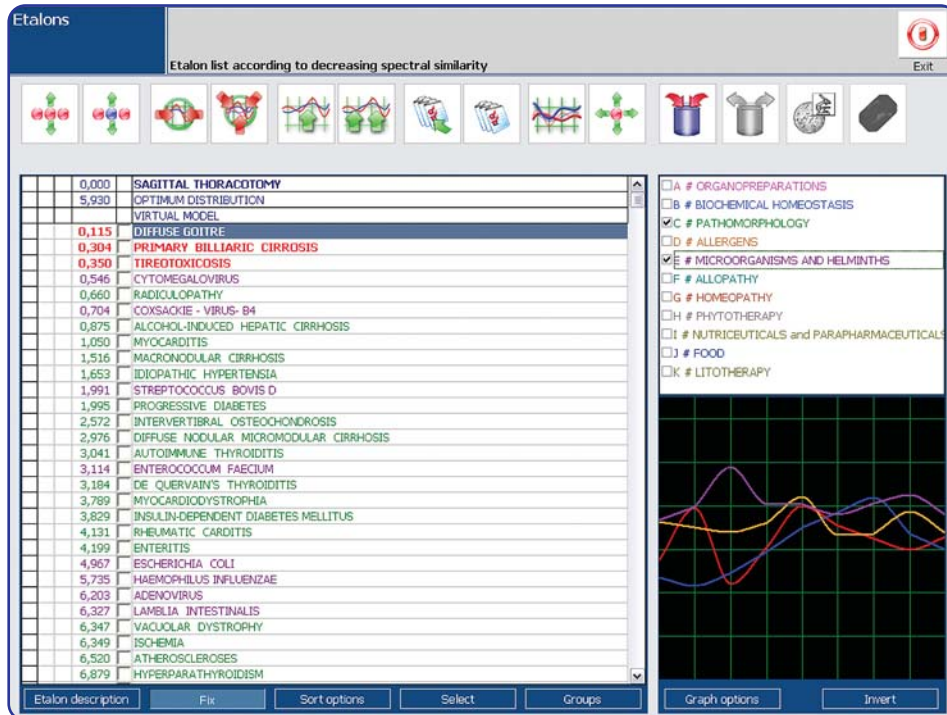 Etalons
Etalon list according to decreasing spectral similarity
Exit
0,000 SAGITTAL THORACOTOMY
5,930 OPTIMUM DISTRIBUTION
VIRTUAL MODEL
0,115 DIFFUSE GOITRE
0,304 PRIMARY BILLIARIC CIRROSIS
0,350 TIREOTOXICOSIS
0,546 CYTOMEGALOVIRUS
0,660 RADICULOPATHY
0,704 COXSACKIE - VIRUS- B4
0,875 ALCOHOL-INDUCED HEPATIC CIRRHOSIS
1,050 MYOCARDITIS
1,516 MACRONODULAR CIRRHOSIS
1,653 IDIOPATHIC HYPERTENSIA
1,991 STREPTOCOCCUS BOVIS D
1,995 PROGRESSIVE DIABETES
2,572 INTERVERTIBRAL OSTEOCHONDROSIS
2,976 DIFFUSE NODULAR MICROMODULAR CIRRHOSIS
3,041 AUTOIMMUNE THYROIDITIS
3,114 ENTEROCOCCUM FAECIUM
3,184 DE QUERVAIN'S THYROIDITIS
3,789 MYOCARDIODYSTROPHIA
3,829 INSULIN-DEPENDENT DIABETES MELLITUS
4,131 RHEUMATIC CARDITIS
4,199 ENTERITIS
4,967 ESCHERICHIA COLI
5,735 HAEMOPHILUS INFLUENZAE
6,203 ADENOVIRUS
6,327 LAMBLIA INTESTINALIS
6,347 VACUOLAR DYSTROPHY
6,349 ISCHEMIA
6,520 ATHEROSCLEROSES
6,879 HYPERPARATHYROIDISM
A # ORGANOPREPARATIONS
B # BIOCHEMICAL HOMEOSTASIS
C # PATHOMORPHOLOGY
D # ALLERGENS
E # MICROORGANISMS AND HELMINTHS
F # ALLOPATHY
G # HOMEOPATHY
H # PHYTOTHERAPY
I # NUTRICEUTICALS and PARAPHARMACEUTICALS
J # FOOD
K # LITOTHERAPY
Etalon description Fix Sort options Select Groups Graph options Invert